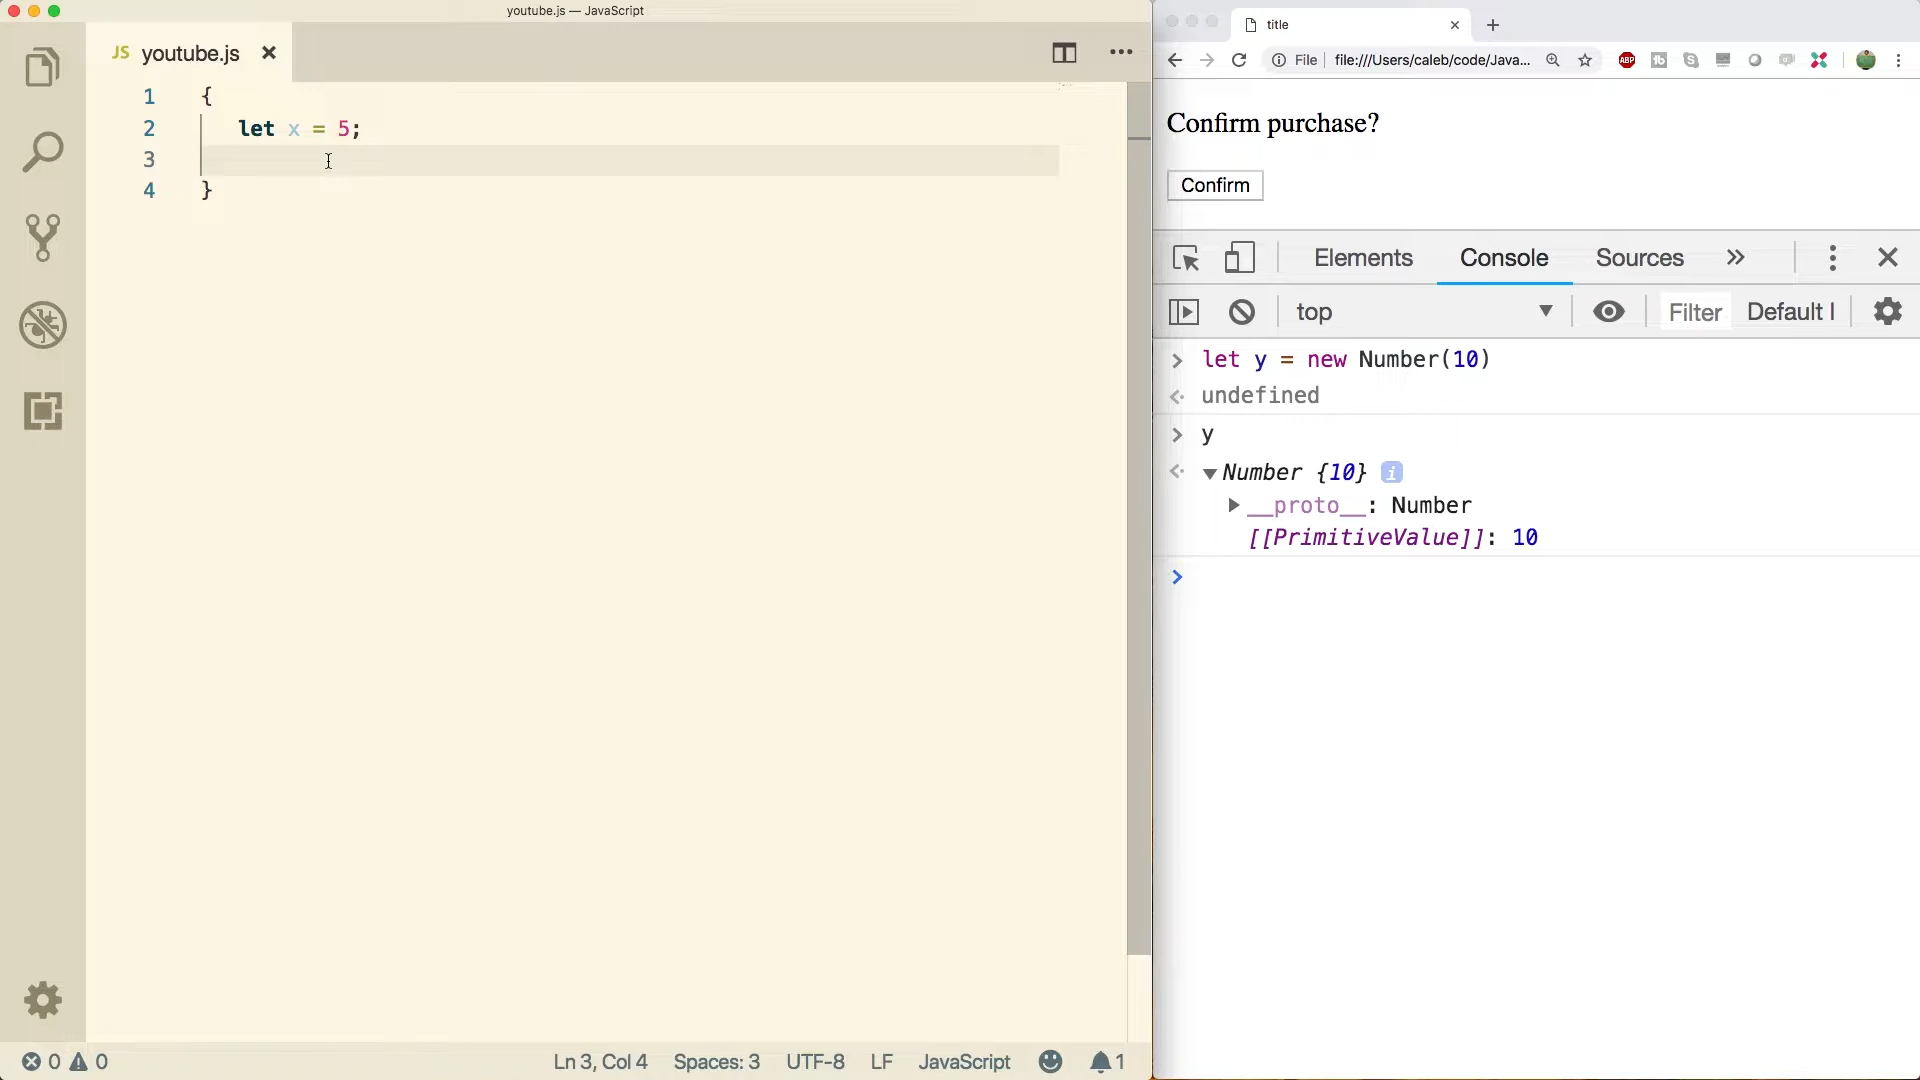 youtube.js — JavaScript
JS youtube.js
1 {
2 let x = 5;
3
4 }
0 0 Ln 3, Col 4 Spaces: 3 UTF-8 LF JavaScript 1
title
File file:///Users/caleb/code/Java...
ABP
Confirm purchase?
Confirm
Elements Console Sources »
top Filter Default l
> let y = new Number(10)
undefined
> y
Number {10} i
__proto__: Number
[[PrimitiveValue]]: 10
>